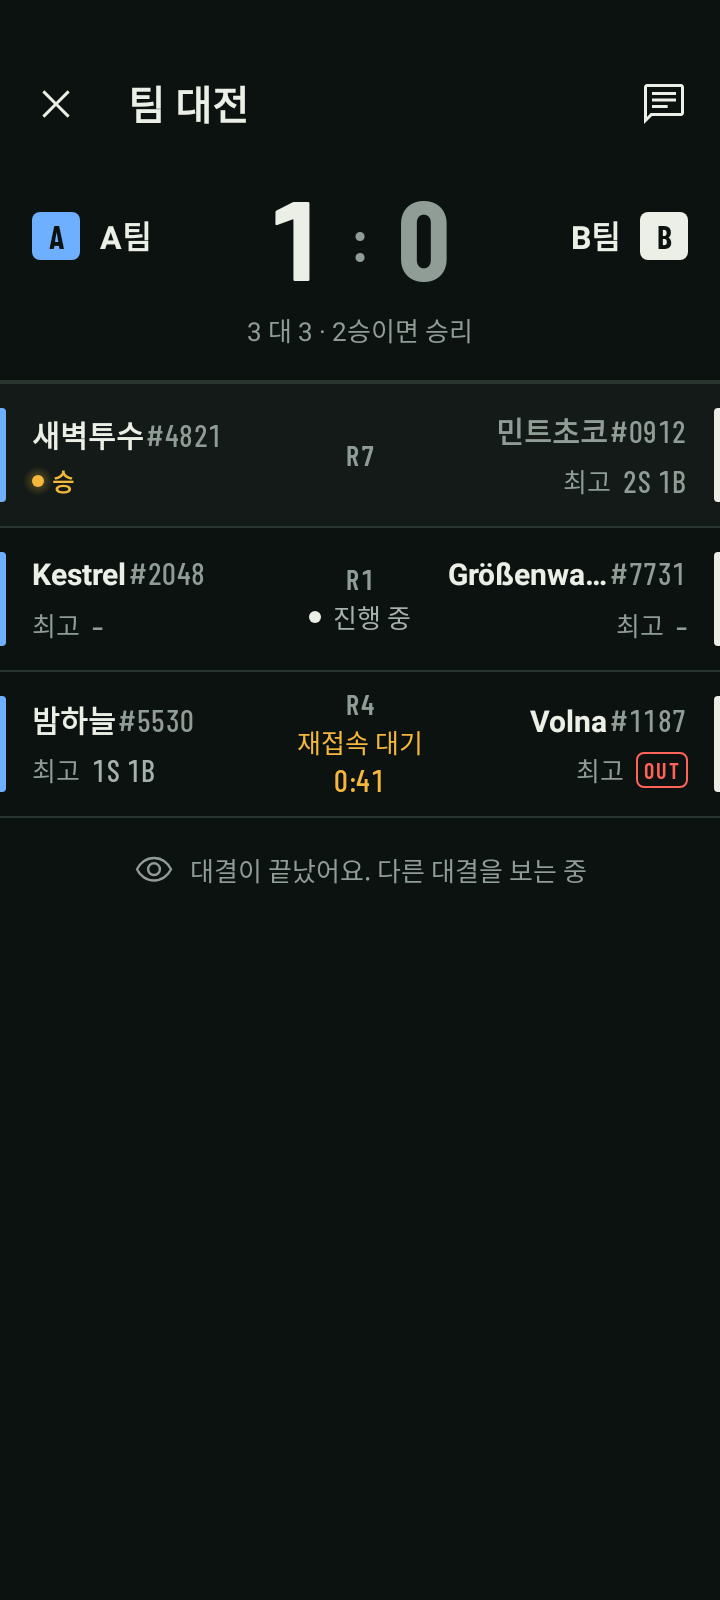 팀 대전
A A팀 1 : 0 B팀 B
3 대 3 · 2승이면 승리
새벽투수#4821 R7 민트초코#0912
승 최고 2S 1B
Kestrel#2048 R1 Größenwa...#7731
최고 - 진행 중 최고 -
밤하늘#5530 R4 Volna#1187
최고 1S 1B 재접속 대기 최고 OUT
0:41
대결이 끝났어요. 다른 대결을 보는 중